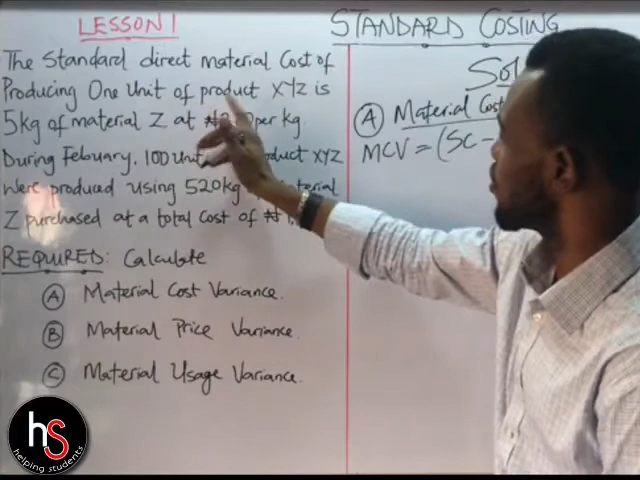 LESSON 1
STANDARD COSTING
The Standard direct material Cost of
Producing One Unit of product XYZ is
5kg of material Z at per kg.
During Febuary, 100 Unit XYZ
Were produced using 520kg
Z purchased at a total Cost of ₦
REQUIRED: Calculate
(A) Material Cost Variance.
(B) Material Price Variance.
(C) Material Usage Variance.
Sol
(A) Material Cost
MCV = (SC -
hs
helping students